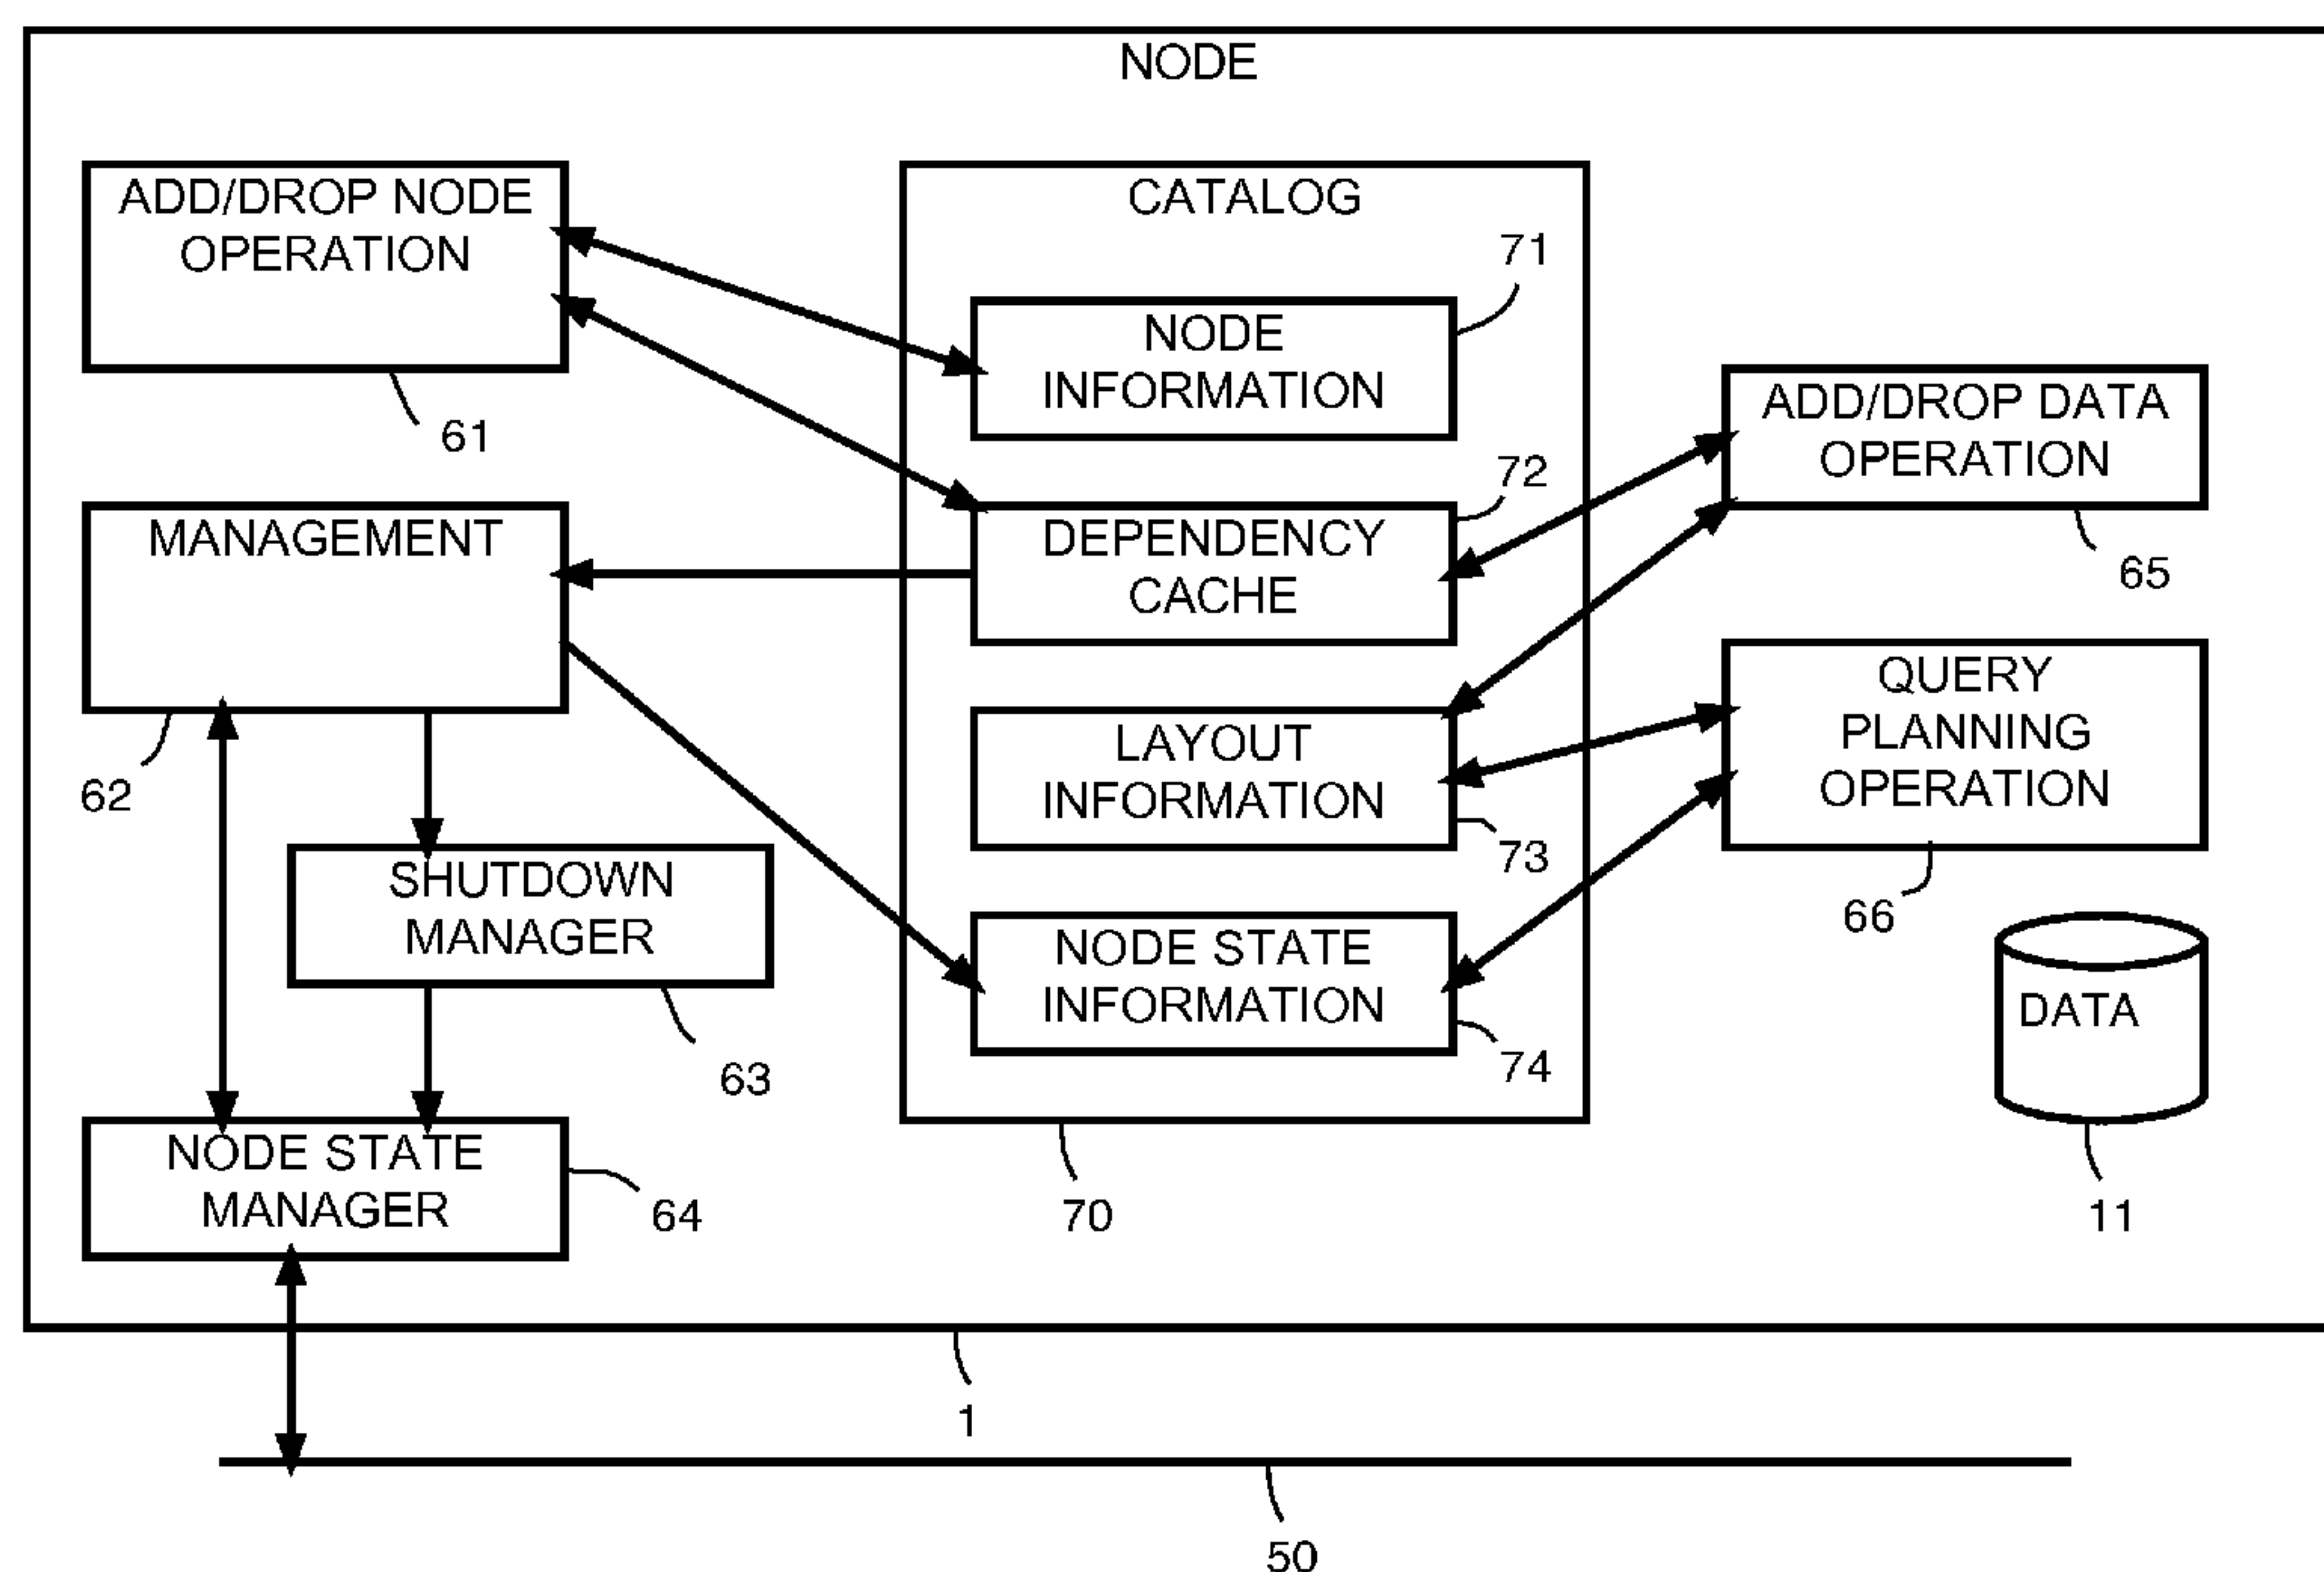 NODE
ADD/DROP NODE
OPERATION
61
MANAGEMENT
62
SHUTDOWN
MANAGER
63
NODE STATE
MANAGER
64
CATALOG
NODE
INFORMATION
71
DEPENDENCY
CACHE
72
LAYOUT
INFORMATION
73
NODE STATE
INFORMATION
74
70
ADD/DROP DATA
OPERATION
65
QUERY
PLANNING
OPERATION
66
DATA
11
1
50